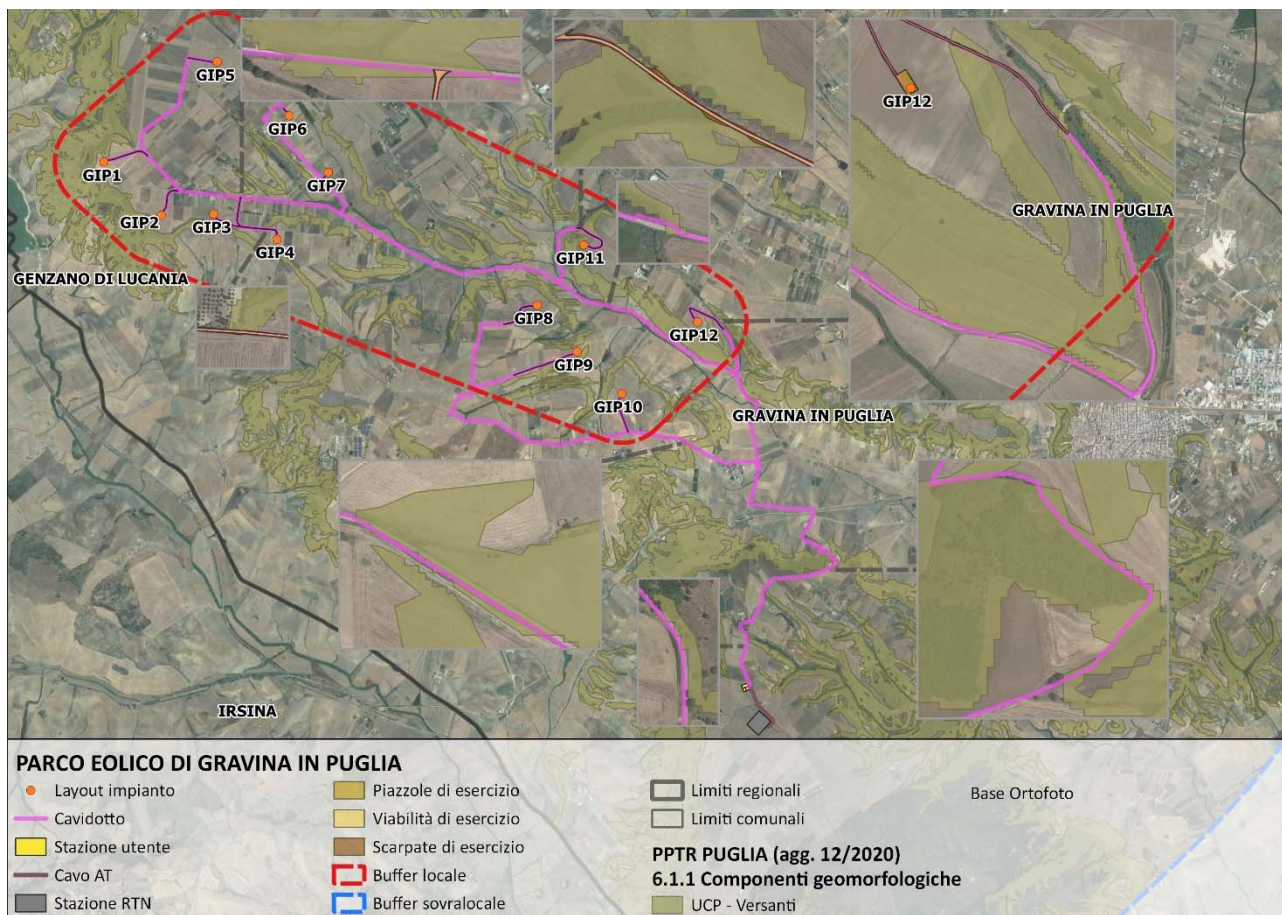 GIP5
GIP12
GIP6
GIP1
GIP7
GIP2
GIP3
GRAVINA IN PUGLIA
GIP4
GIP11
GENZANO DI LUCANIA
GIP8
GIP12
GIP9
GIP10
GRAVINA IN PUGLIA
IRSINA
PARCO EOLICO DI GRAVINA IN PUGLIA
Layout impianto
Cavidotto
Stazione utente
Cavo AT
Stazione RTN
Piazzole di esercizio
Viabilità di esercizio
Scarpate di esercizio
Buffer locale
Buffer sovralocale
Limiti regionali
Limiti comunali
PPTR PUGLIA (agg. 12/2020)
6.1.1 Componenti geomorfologiche
UCP - Versanti
Base Ortofoto